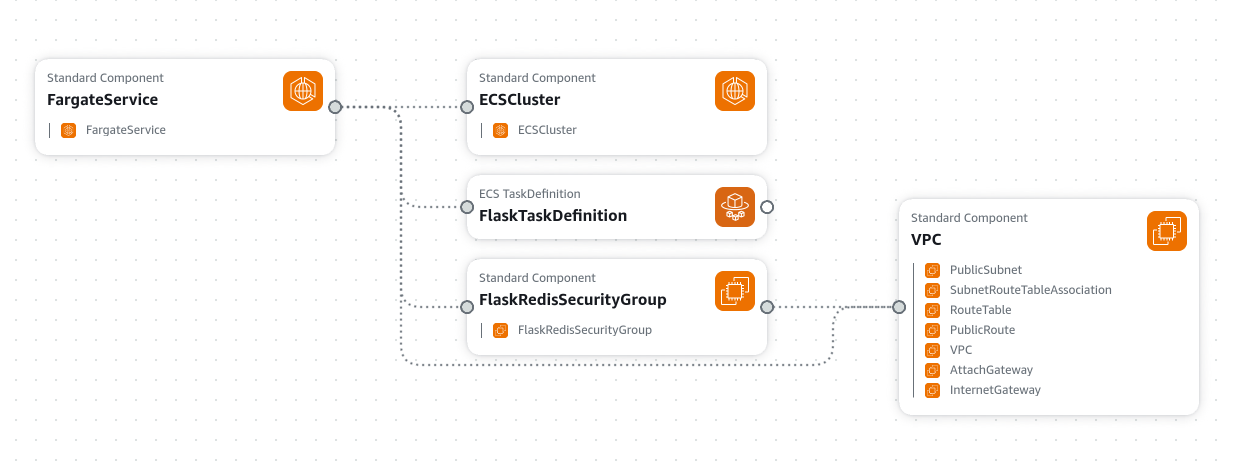 Standard Component
FargateService
FargateService
Standard Component
ECSCluster
ECSCluster
ECS TaskDefinition
FlaskTaskDefinition
Standard Component
FlaskRedisSecurityGroup
FlaskRedisSecurityGroup
Standard Component
VPC
PublicSubnet
SubnetRouteTableAssociation
RouteTable
PublicRoute
VPC
AttachGateway
InternetGateway